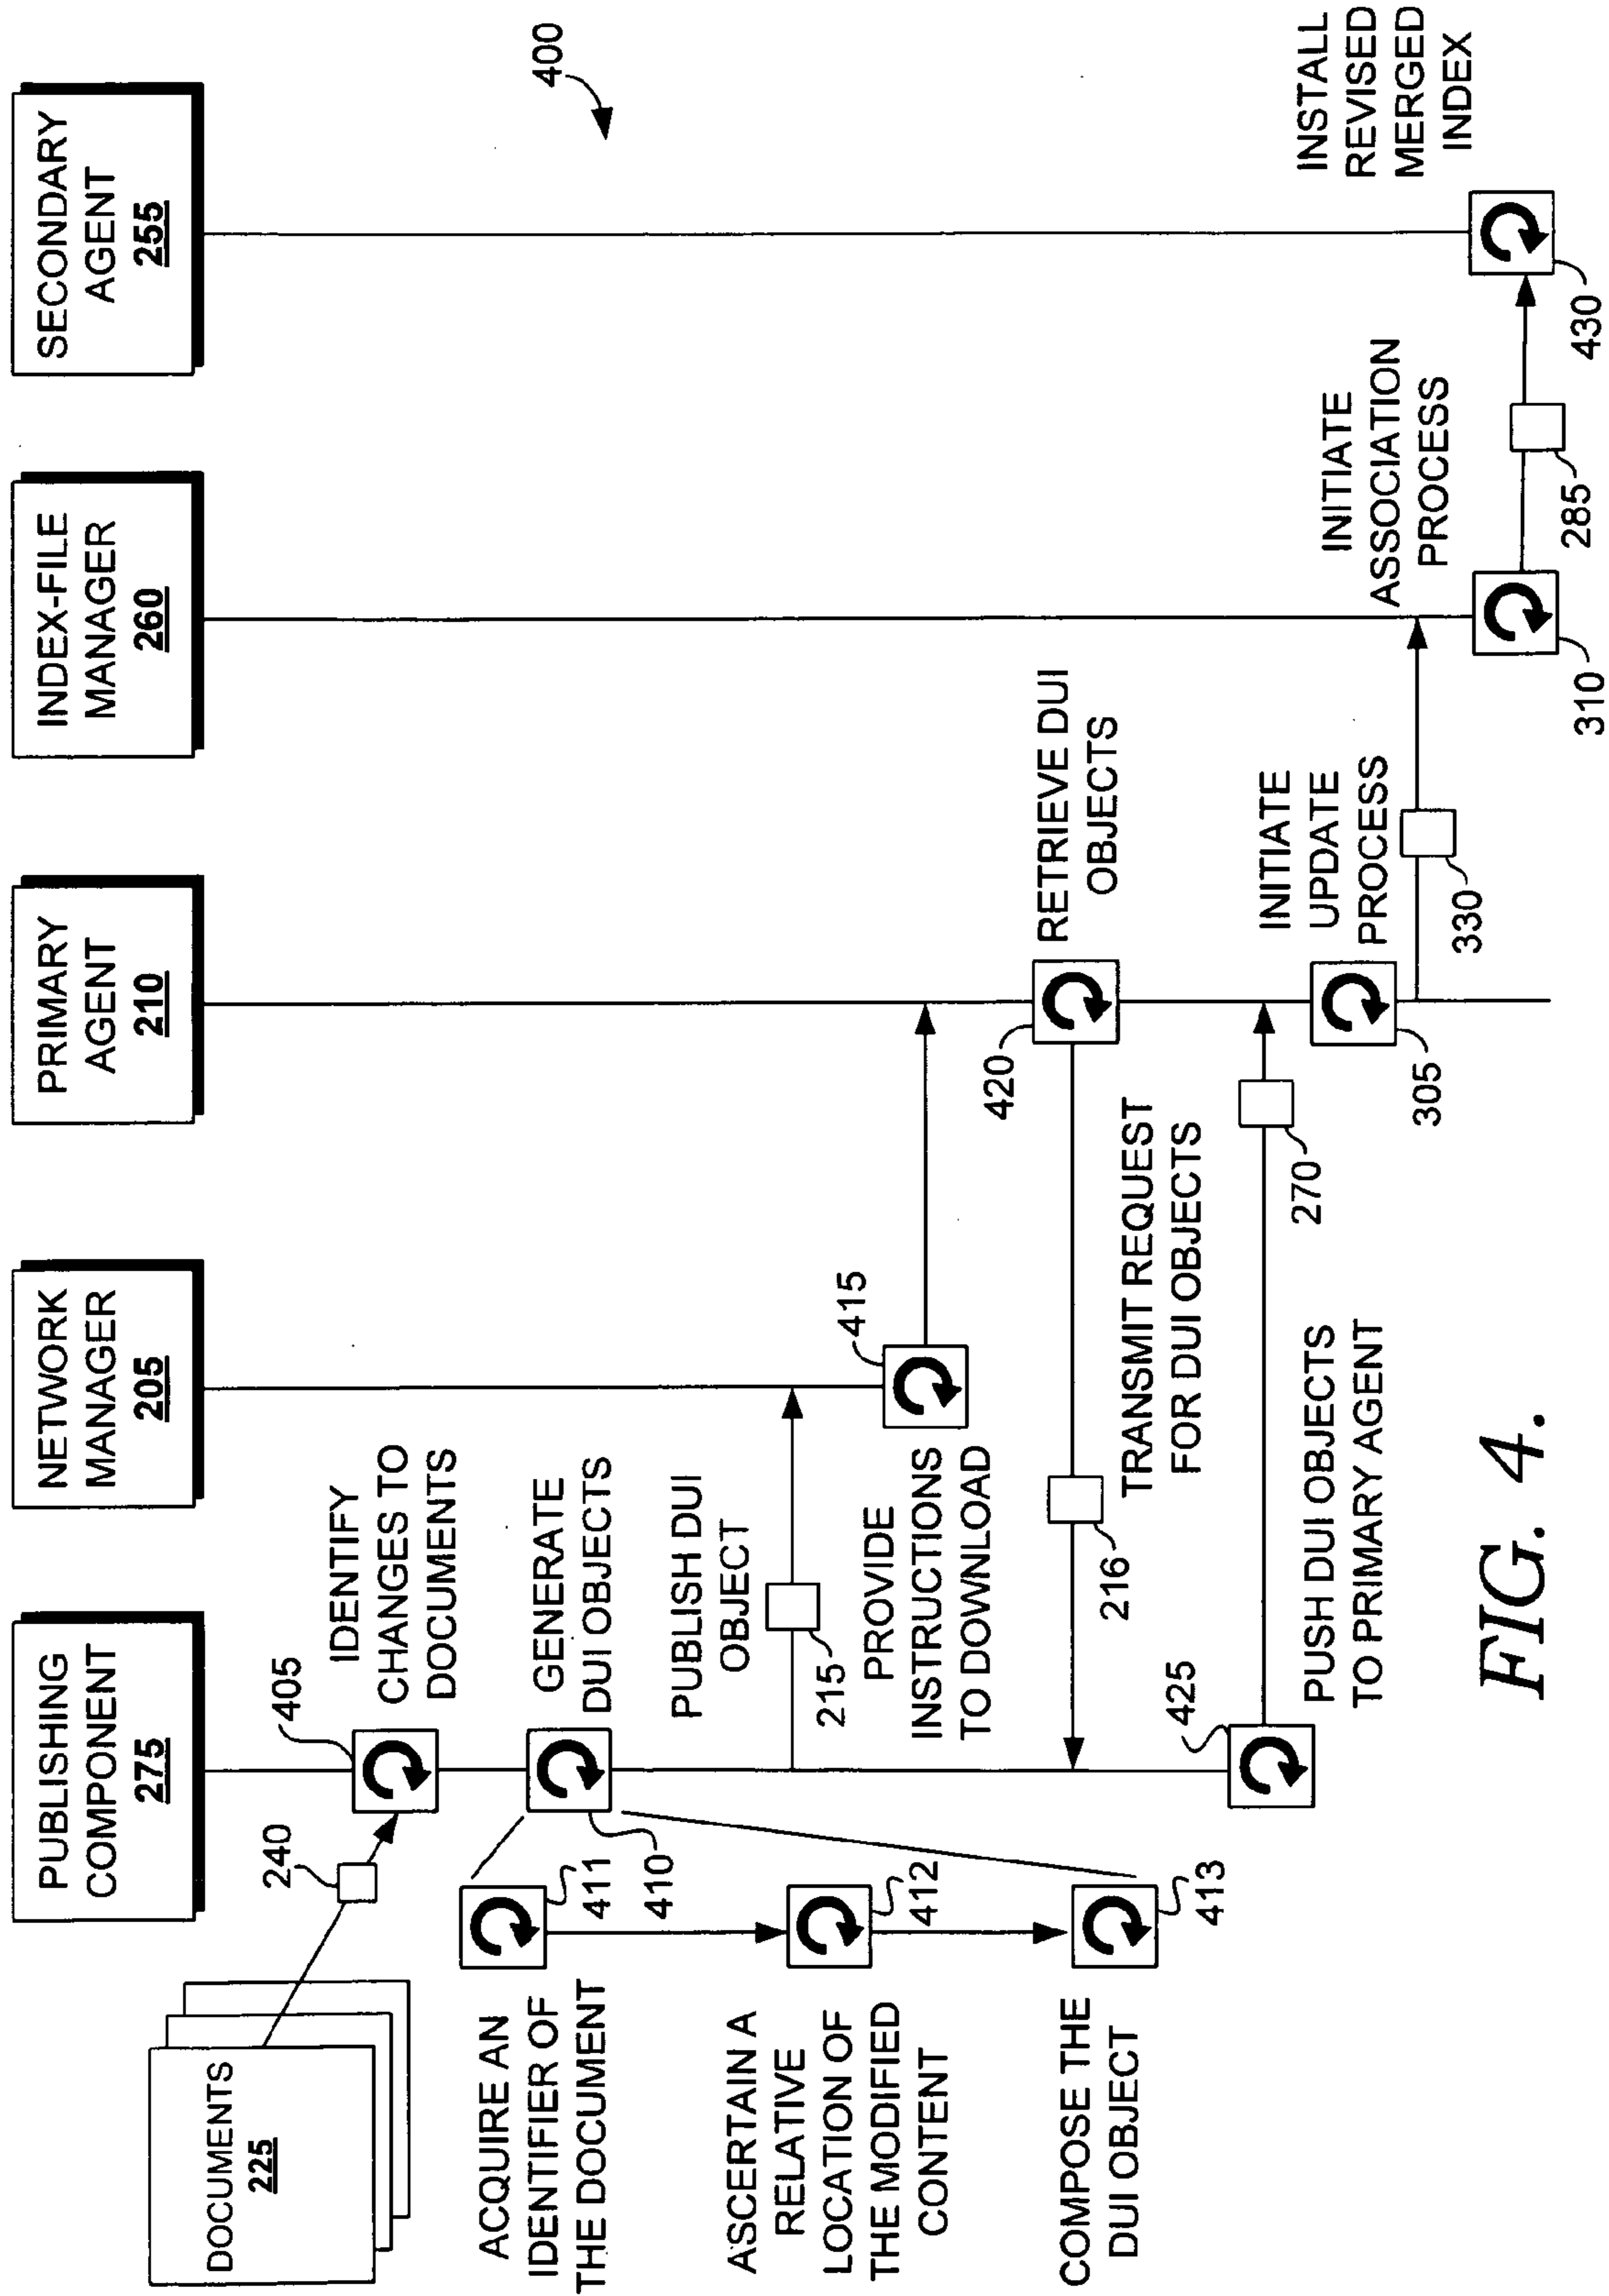 PUBLISHING
COMPONENT
275
NETWORK
MANAGER
205
PRIMARY
AGENT
210
INDEX-FILE
MANAGER
260
SECONDARY
AGENT
255
400
DOCUMENTS
225
240
405
IDENTIFY
CHANGES TO
DOCUMENTS
ACQUIRE AN
IDENTIFIER OF
THE DOCUMENT
411
410
GENERATE
DUI OBJECTS
ASCERTAIN A
RELATIVE
LOCATION OF
THE MODIFIED
CONTENT
412
PUBLISH DUI
OBJECT
215
415
PROVIDE
INSTRUCTIONS
TO DOWNLOAD
COMPOSE THE
DUI OBJECT
413
420
RETRIEVE DUI
OBJECTS
216
TRANSMIT REQUEST
FOR DUI OBJECTS
425
PUSH DUI OBJECTS
TO PRIMARY AGENT
270
INITIATE
UPDATE
PROCESS
305
330
INITIATE
ASSOCIATION
PROCESS
310
285
INSTALL
REVISED
MERGED
INDEX
430
FIG. 4.